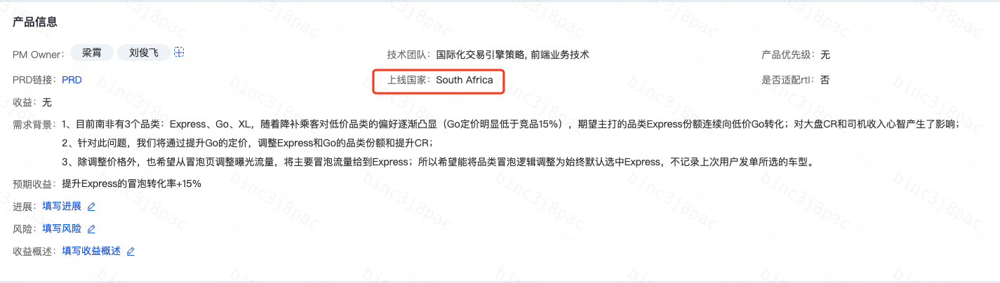 产品信息
PM Owner： 梁霄 刘俊飞
技术团队： 国际化交易引擎策略, 前端业务技术
产品优先级： 无
PRD链接： PRD
上线国家： South Africa
是否适配rtl： 否
收益： 无
需求背景： 1、目前南非有3个品类：Express、Go、XL，随着降补乘客对低价品类的偏好逐渐凸显（Go定价明显低于竞品15%），期望主打的品类Express份额连续向低价Go转化；对大盘CR和司机收入心智产生了影响；
2、针对此问题，我们将通过提升Go的定价，调整Express和Go的品类份额和提升CR；
3、除调整价格外，也希望从冒泡页调整曝光流量，将主要冒泡流量给到Express；所以希望能将品类冒泡逻辑调整为始终默认选中Express，不记录上次用户发单所选的车型。
预期收益： 提升Express的冒泡转化率+15%
进展： 填写进展
风险： 填写风险
收益概述： 填写收益概述
binc3j8pac